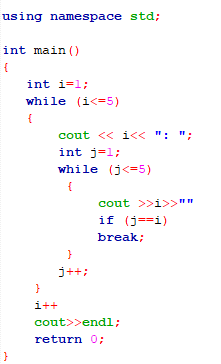 using namespace std;
int main()
{
int i=1;
while (i<=5)
{
cout << i<< ": ";
int j=1;
while (j<=5)
{
cout >>i>>""
if (j==i)
break;
}
j++;
}
i++
cout>>endl;
return 0;
}